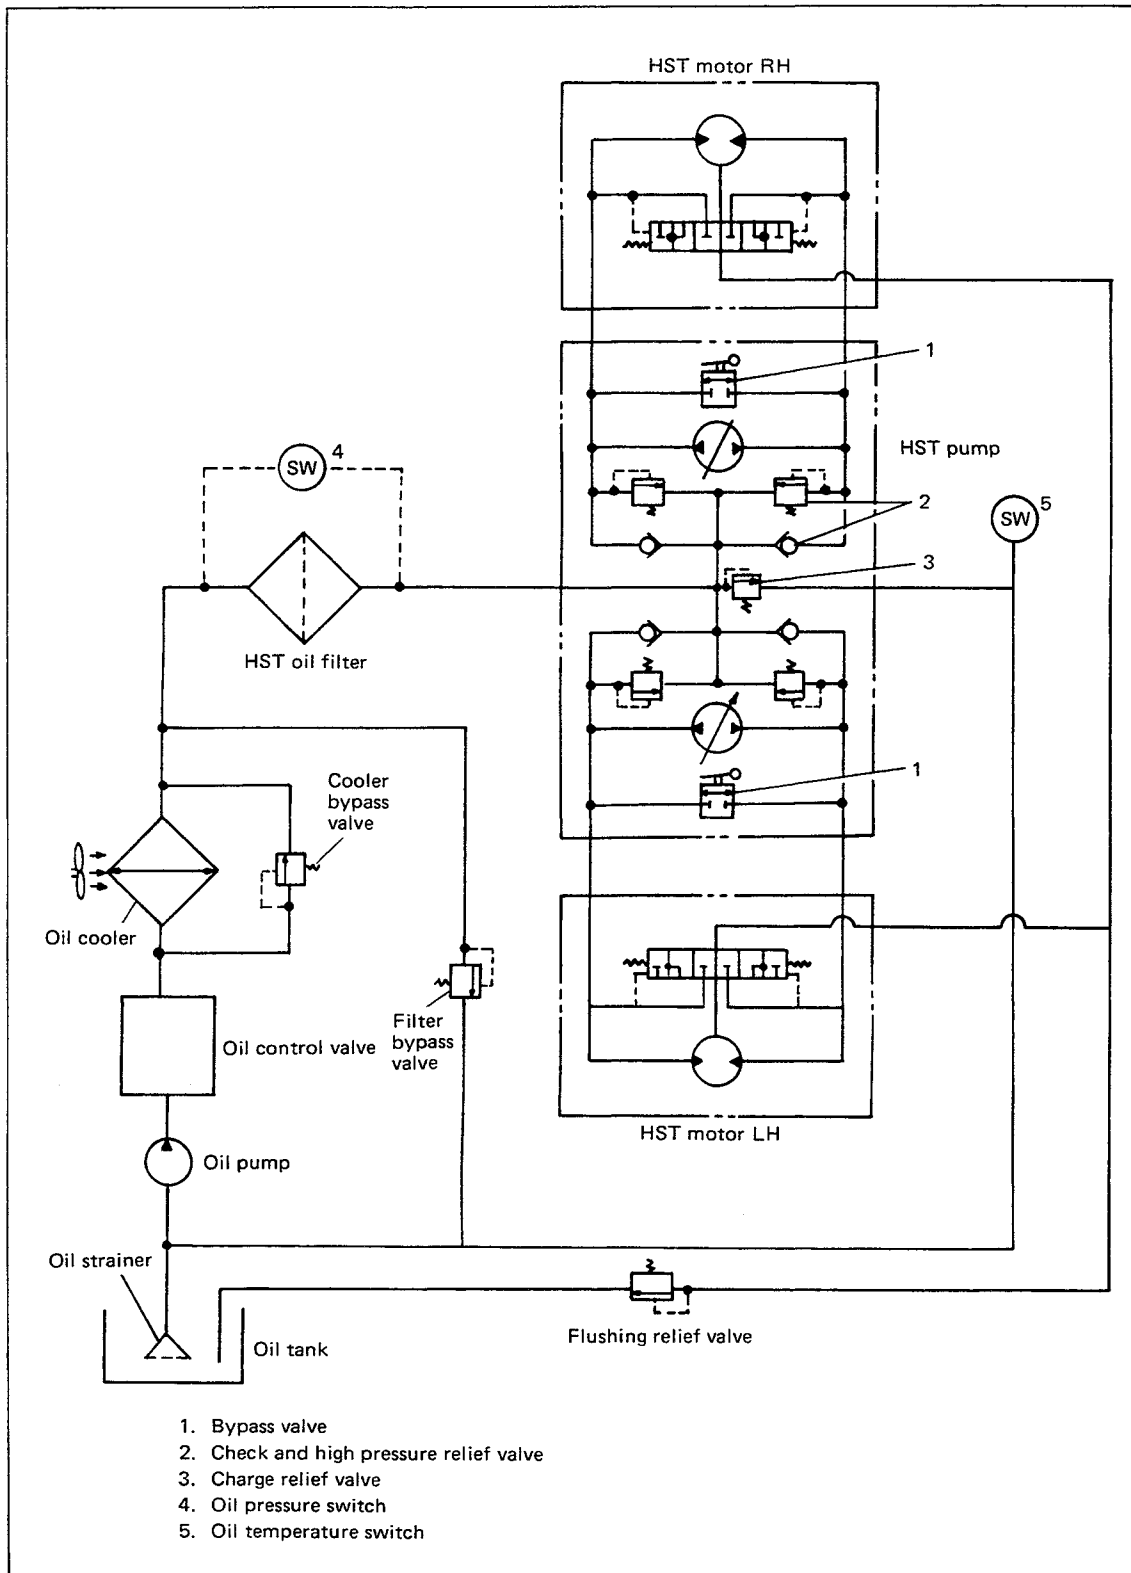 HST motor RH
1
HST pump
SW
4
2
SW
5
3
HST oil filter
1
Cooler
bypass
valve
Oil cooler
Filter
bypass
valve
Oil control valve
HST motor LH
Oil pump
Oil strainer
Flushing relief valve
Oil tank
1. Bypass valve
2. Check and high pressure relief valve
3. Charge relief valve
4. Oil pressure switch
5. Oil temperature switch